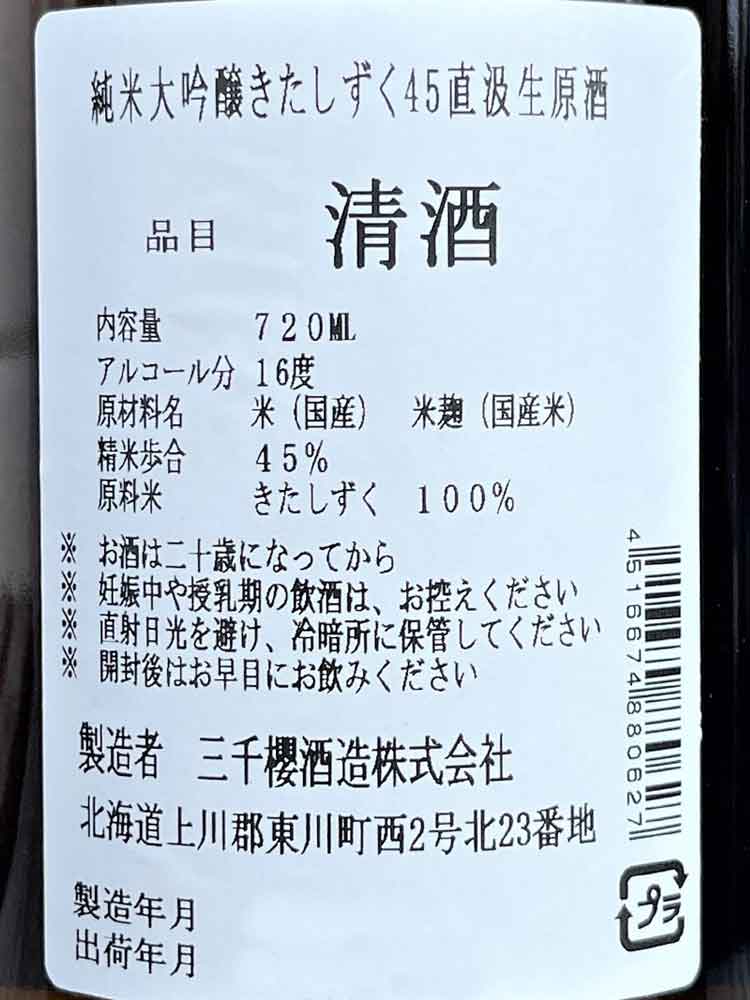 純米大吟醸きたしずく45直汲生原酒
品目 清酒
内容量 720ML
アルコール分 16度
原材料名 米(国産) 米麹(国産米)
精米歩合 45%
原料米 きたしずく 100%
※ お酒は二十歳になってから
※ 妊娠中や授乳期の飲酒は、お控えください
※ 直射日光を避け、冷暗所に保管してください
※ 開封後はお早目にお飲みください
製造者 三千櫻酒造株式会社
北海道上川郡東川町西2号北23番地
製造年月
出荷年月
4516674880627
プラ